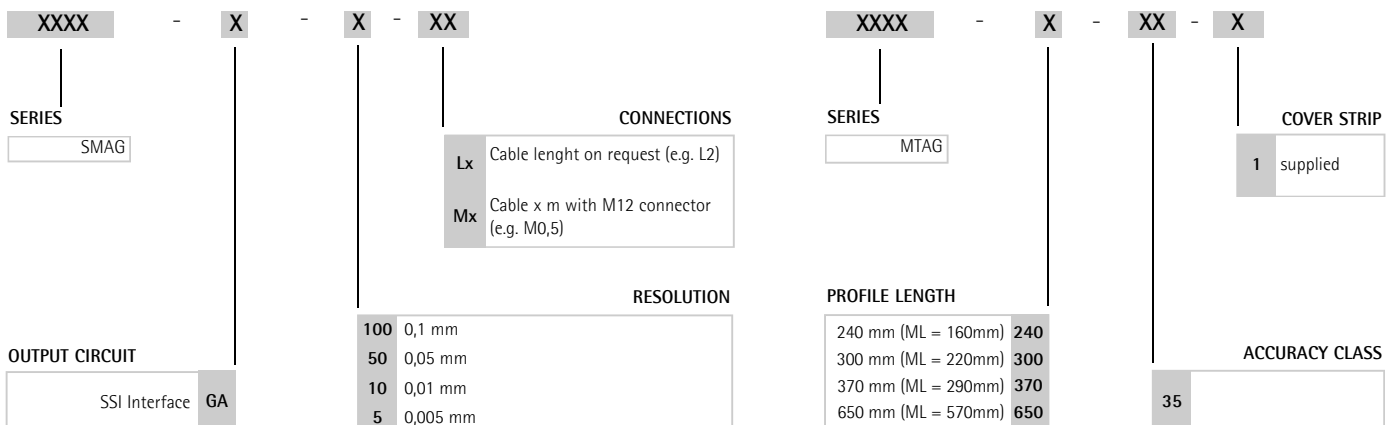 XXXX - X - X - XX
SERIES
SMAG
CONNECTIONS
Lx Cable lenght on request (e.g. L2)
Mx Cable x m with M12 connector
(e.g. M0,5)
RESOLUTION
100 0,1 mm
50 0,05 mm
10 0,01 mm
5 0,005 mm
OUTPUT CIRCUIT
SSI Interface GA
XXXX - X - XX - X
SERIES
MTAG
COVER STRIP
1 supplied
PROFILE LENGTH
240 mm (ML = 160mm) 240
300 mm (ML = 220mm) 300
370 mm (ML = 290mm) 370
650 mm (ML = 570mm) 650
ACCURACY CLASS
35